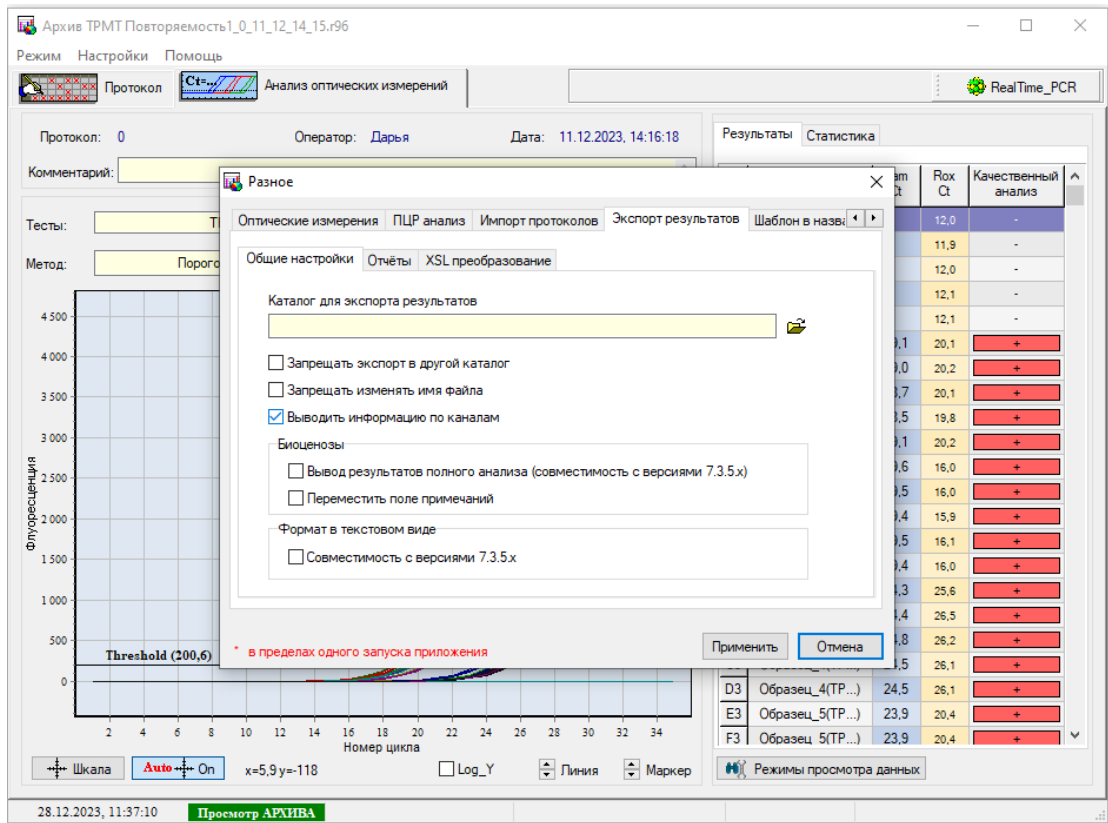 Архив ТРМТ Повторяемость1_0_11_12_14_15.r96
Режим Настройки Помощь
Протокол Ct=... Анализ оптических измерений RealTime_PCR
Протокол: 0 Оператор: Дарья Дата: 11.12.2023, 14:16:18
Комментарий:
Тесты:
Метод: Порого
Результаты Статистика
Rox Ct Качественный анализ
Разное
Оптические измерения ПЦР анализ Импорт протоколов Экспорт результатов Шаблон в назва
Общие настройки Отчёты XSL преобразование
Каталог для экспорта результатов
Запрещать экспорт в другой каталог
Запрещать изменять имя файла
Выводить информацию по каналам
Биоценозы
Вывод результатов полного анализа (совместимость с версиями 7.3.5.x)
Переместить поле примечаний
Формат в текстовом виде
Совместимость с версиями 7.3.5.x
* в пределах одного запуска приложения
Применить Отмена
12,0 -
11,9 -
12,0 -
12,1 -
12,1 -
20,1 +
20,2 +
20,1 +
19,8 +
20,2 +
16,0 +
16,0 +
15,9 +
16,1 +
16,0 +
25,6 +
26,5 +
26,2 +
26,1 +
D3 Образец_4(ТР...) 24,5 26,1 +
E3 Образец_5(ТР...) 23,9 20,4 +
F3 Образец_5(ТР...) 23,9 20,4 +
Флуоресценция
4 500
4 000
3 500
3 000
2 500
2 000
1 500
1 000
500
0
Threshold (200,6)
2 4 6 8 10 12 14 16 18 20 22 24 26 28 30 32 34
Номер цикла
Шкала Auto On x=5,9 y=-118 Log_Y Линия Маркер
Режимы просмотра данных
28.12.2023, 11:37:10 Просмотр АРХИВА